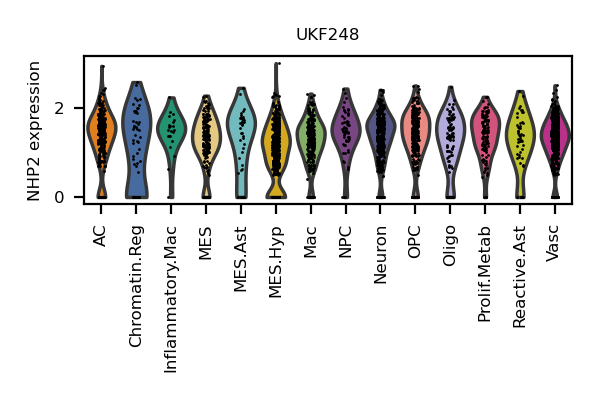 UKF248
NHP2 expression
2
0
AC
Chromatin.Reg
Inflammatory.Mac
MES
MES.Ast
MES.Hyp
Mac
NPC
Neuron
OPC
Oligo
Prolif.Metab
Reactive.Ast
Vasc